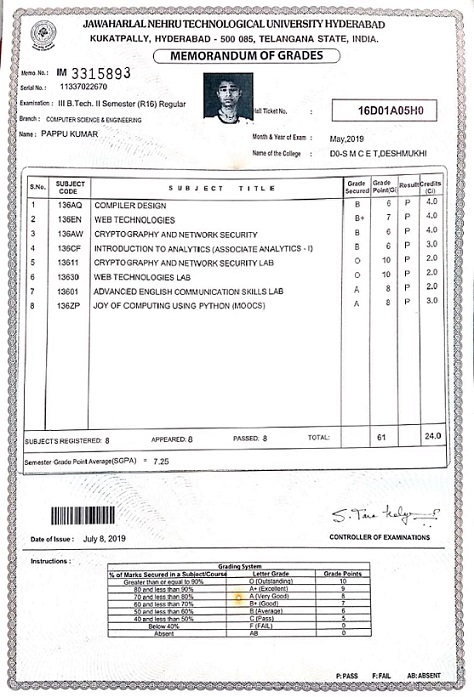 JAWAHARLAL NEHRU TECHNOLOGICAL UNIVERSITY HYDERABAD
KUKATPALLY, HYDERABAD - 500 085, TELANGANA STATE, INDIA.
MEMORANDUM OF GRADES
Memo. No.: IM 3315893
Serial No.: 11337022670
Examination : III B.Tech. II Semester (R16) Regular
Hall Ticket No. : 16D01A05H0
Branch : COMPUTER SCIENCE & ENGINEERING
Name : PAPPU KUMAR
Month & Year of Exam : May,2019
Name of the College : D0-S M C E T,DESHMUKHI
S.No. SUBJECT CODE SUBJECT TITLE Grade Secured Grade Point(Gi) Result Credits (Ci)
1 136AQ COMPILER DESIGN B 6 P 4.0
2 136EN WEB TECHNOLOGIES B+ 7 P 4.0
3 136AW CRYPTOGRAPHY AND NETWORK SECURITY B 6 P 4.0
4 136CF INTRODUCTION TO ANALYTICS (ASSOCIATE ANALYTICS - I) B 6 P 3.0
5 13611 CRYPTOGRAPHY AND NETWORK SECURITY LAB O 10 P 2.0
6 13630 WEB TECHNOLOGIES LAB O 10 P 2.0
7 13601 ADVANCED ENGLISH COMMUNICATION SKILLS LAB A 8 P 2.0
8 136ZP JOY OF COMPUTING USING PYTHON (MOOCS) A 8 P 3.0
SUBJECTS REGISTERED: 8 APPEARED: 8 PASSED: 8 TOTAL: 61 24.0
Semester Grade Point Average(SGPA) = 7.25
Date of Issue : July 8, 2019
CONTROLLER OF EXAMINATIONS
Instructions :
Grading System
% of Marks Secured in a Subject/Course Letter Grade Grade Points
Greater than or equal to 90% O (Outstanding) 10
80 and less than 90% A+ (Excellent) 9
70 and less than 80% A (Very Good) 8
60 and less than 70% B+ (Good) 7
50 and less than 60% B (Average) 6
40 and less than 50% C (Pass) 5
Below 40% F (FAIL) 0
Absent AB 0
P: PASS F: FAIL AB: ABSENT